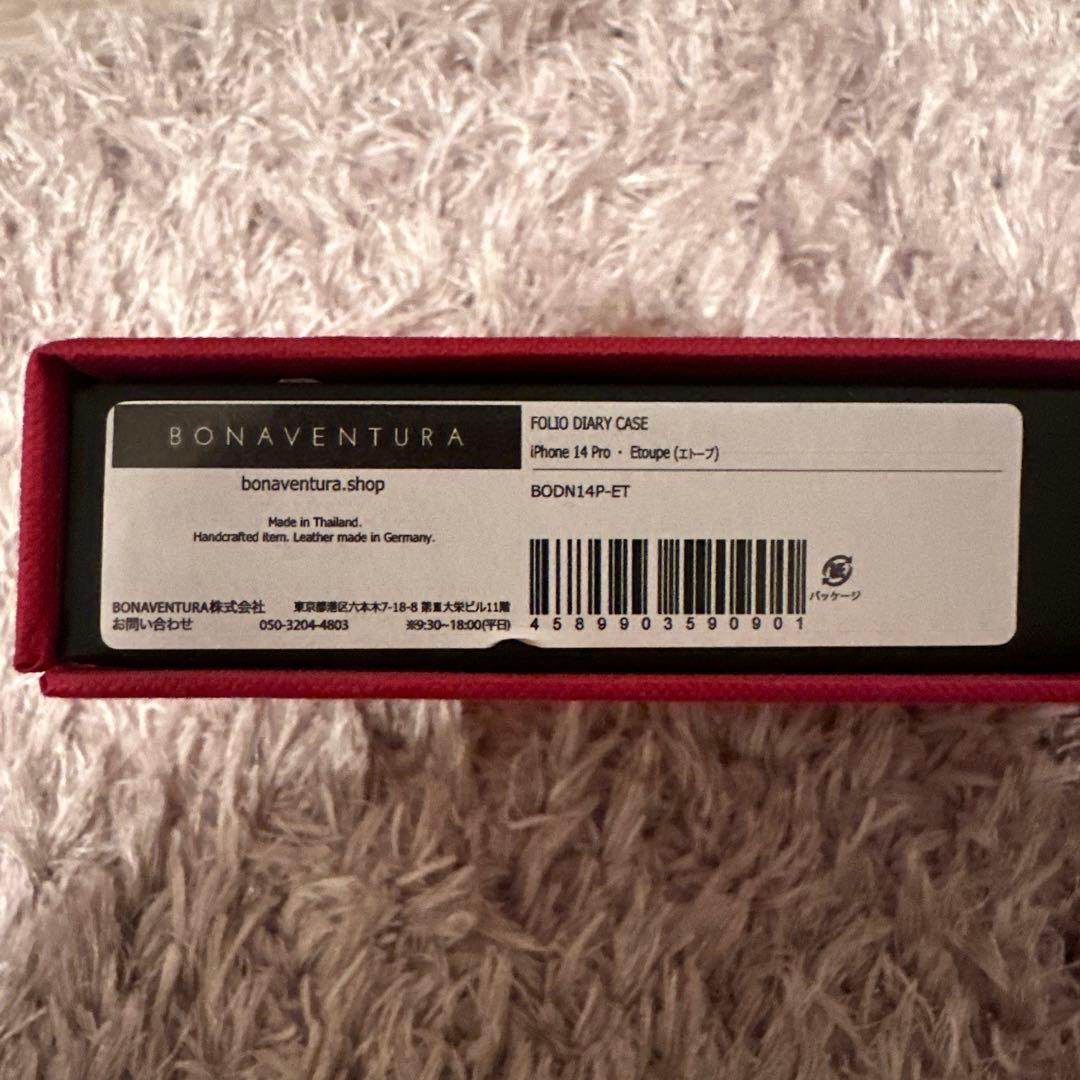 BONAVENTURA
bonaventura.shop
Made in Thailand.
Handcrafted item. Leather made in Germany.
BONAVENTURA株式会社 東京都港区六本木7-18-8 第Ⅱ大栄ビル11階
お問い合わせ 050-3204-4803 ※9:30~18:00(平日)
FOLIO DIARY CASE
iPhone 14 Pro ・ Etoupe (エトープ)
BODN14P-ET
4589903590901
紙
パッケージ